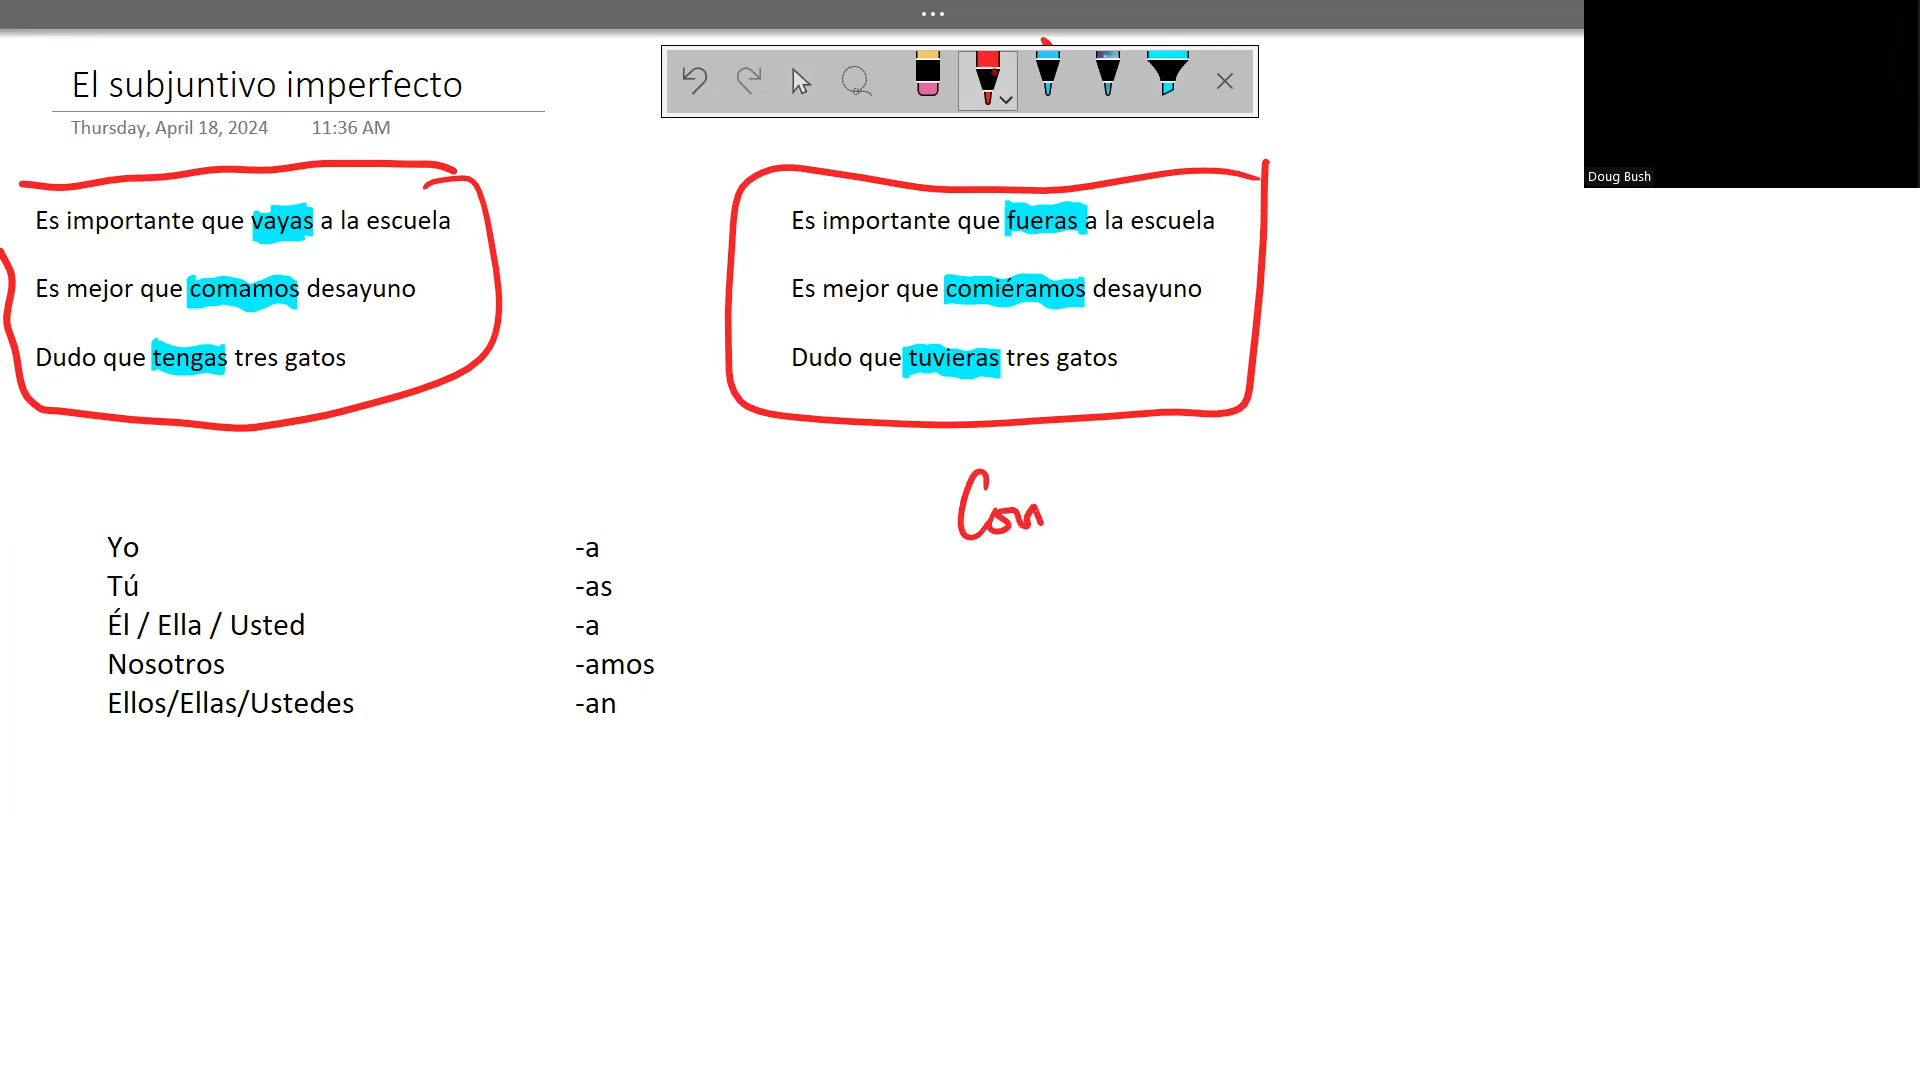 El subjuntivo imperfecto
Thursday, April 18, 2024 11:36 AM
Doug Bush
Es importante que vayas a la escuela
Es mejor que comamos desayuno
Dudo que tengas tres gatos
Es importante que fueras a la escuela
Es mejor que comiéramos desayuno
Dudo que tuvieras tres gatos
Com
Yo -a
Tú -as
Él / Ella / Usted -a
Nosotros -amos
Ellos/Ellas/Ustedes -an